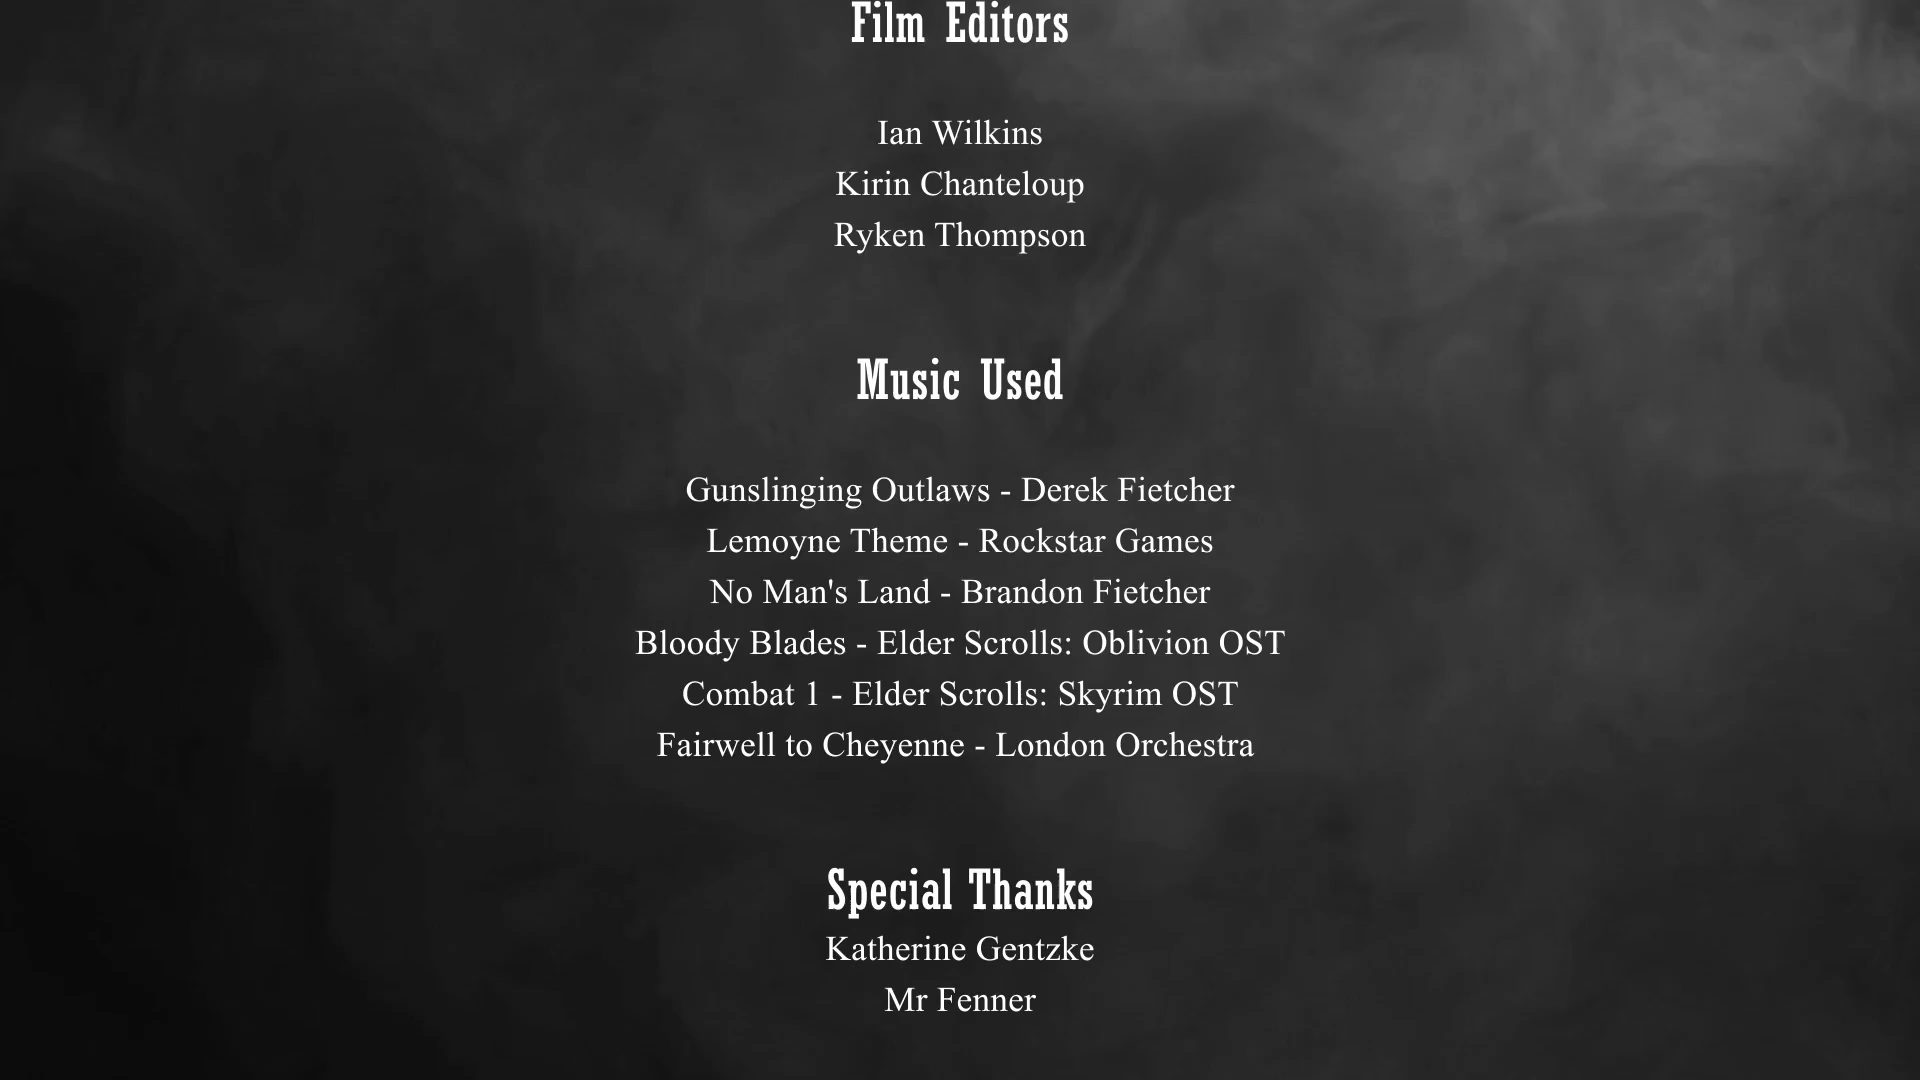 Film Editors
Ian Wilkins
Kirin Chanteloup
Ryken Thompson
Music Used
Gunslinging Outlaws - Derek Fietcher
Lemoyne Theme - Rockstar Games
No Man's Land - Brandon Fietcher
Bloody Blades - Elder Scrolls: Oblivion OST
Combat 1 - Elder Scrolls: Skyrim OST
Fairwell to Cheyenne - London Orchestra
Special Thanks
Katherine Gentzke
Mr Fenner